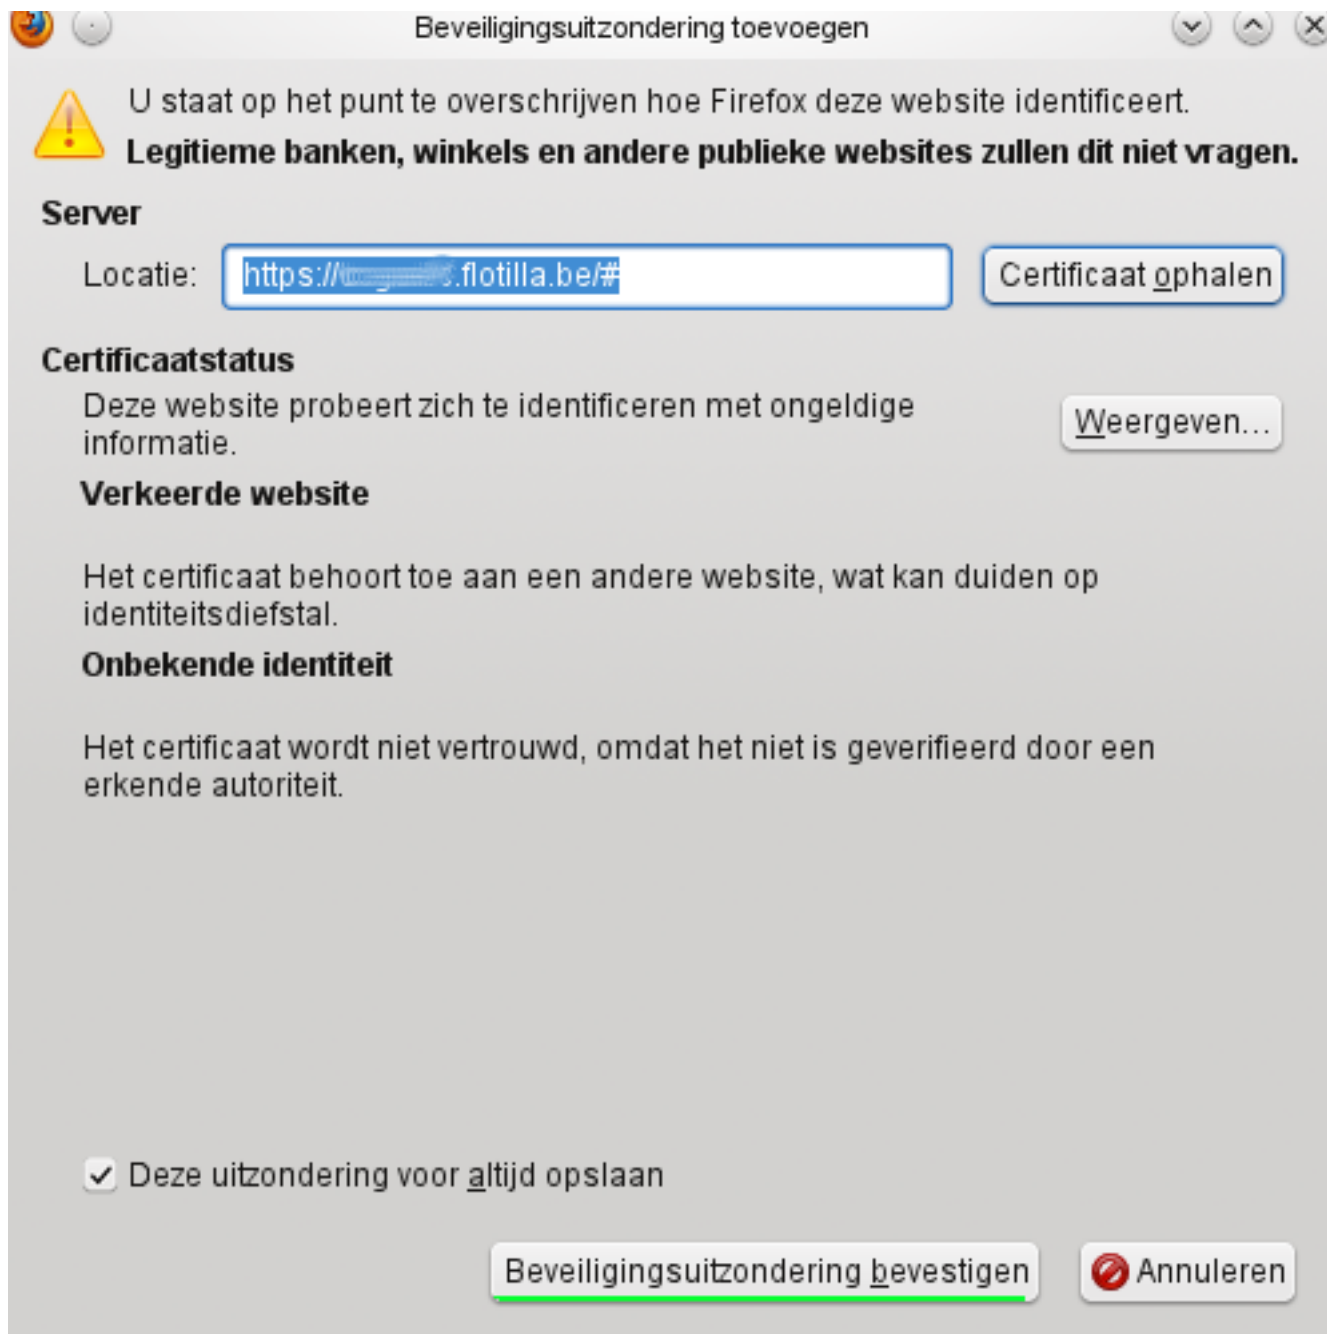 Beveiligingsuitzondering toevoegen
U staat op het punt te overschrijven hoe Firefox deze website identificeert.
Legitieme banken, winkels en andere publieke websites zullen dit niet vragen.
Server
Locatie: https:// .flotilla.be/# Certificaat ophalen
Certificaatstatus
Deze website probeert zich te identificeren met ongeldige
informatie.
Weergeven...
Verkeerde website
Het certificaat behoort toe aan een andere website, wat kan duiden op
identiteitsdiefstal.
Onbekende identiteit
Het certificaat wordt niet vertrouwd, omdat het niet is geverifieerd door een
erkende autoriteit.
Deze uitzondering voor altijd opslaan
Beveiligingsuitzondering bevestigen Annuleren